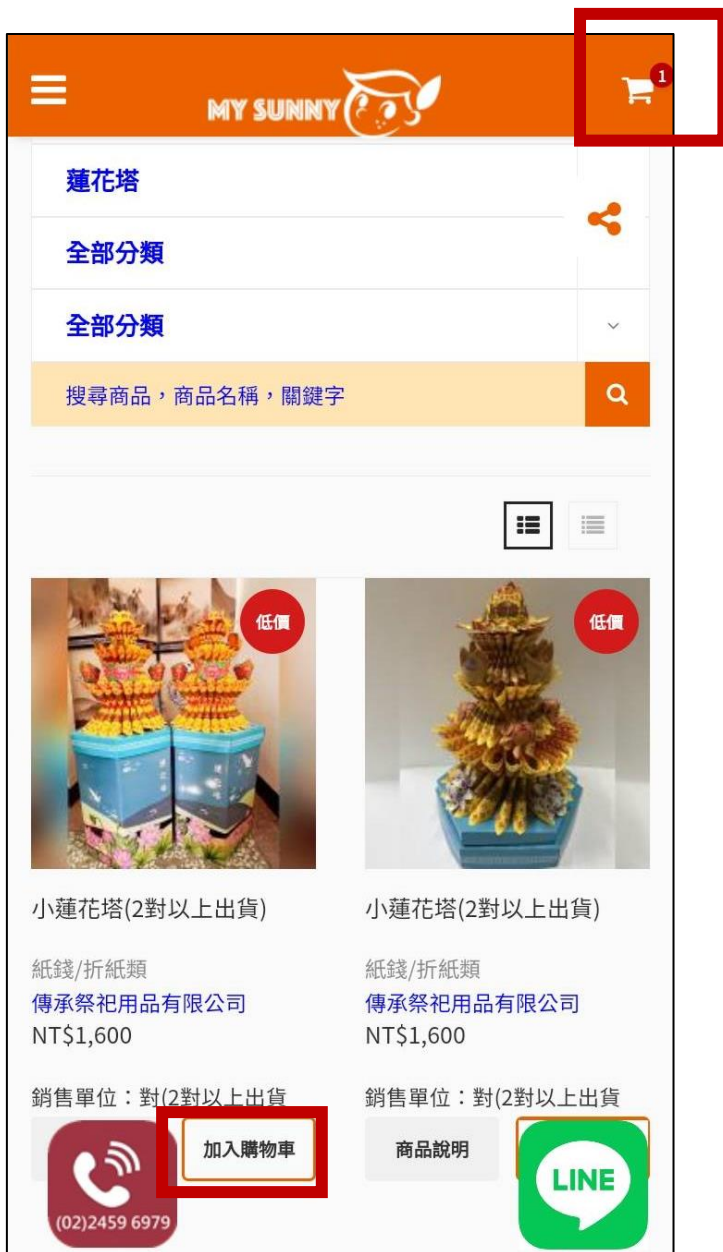 MY SUNNY
1
蓮花塔
全部分類
全部分類
搜尋商品,商品名稱,關鍵字
低價
低價
小蓮花塔(2對以上出貨)
小蓮花塔(2對以上出貨)
紙錢/折紙類
紙錢/折紙類
傳承祭祀用品有限公司
傳承祭祀用品有限公司
NT$1,600
NT$1,600
銷售單位:對(2對以上出貨
銷售單位:對(2對以上出貨
加入購物車
商品說明
LINE
(02)2459 6979